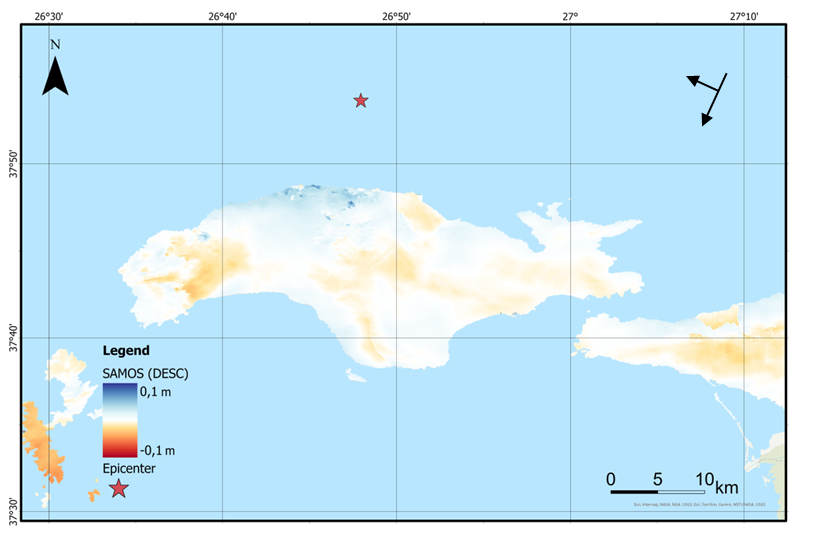 26°30' 26°40' 26°50' 27° 27°10'
N
37°50'
37°40'
Legend
SAMOS (DESC)
0,1 m
-0,1 m
Epicenter
0 5 10 km
37°30'